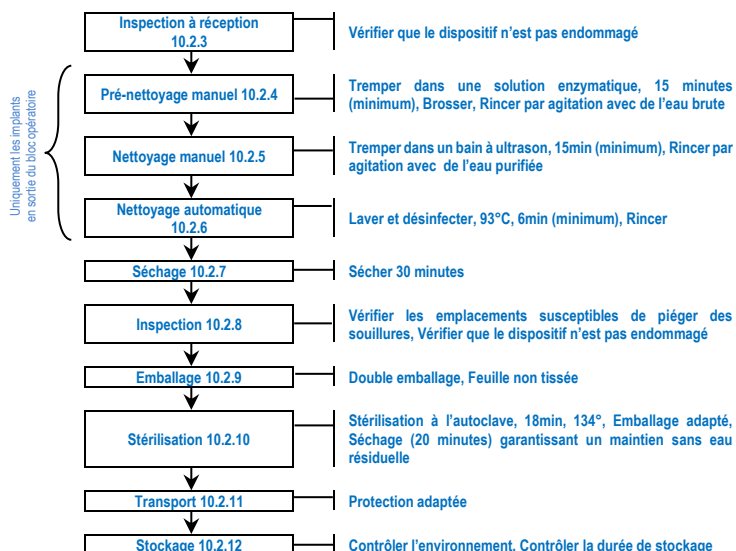 Inspection à réception
10.2.3
Vérifier que le dispositif n'est pas endommagé
Uniquement les implants
en sortie du bloc opératoire
Pré-nettoyage manuel 10.2.4
Tremper dans une solution enzymatique, 15 minutes
(minimum), Brosser, Rincer par agitation avec de l'eau brute
Nettoyage manuel 10.2.5
Tremper dans un bain à ultrason, 15min (minimum), Rincer par
agitation avec de l'eau purifiée
Nettoyage automatique
10.2.6
Laver et désinfecter, 93°C, 6min (minimum), Rincer
Séchage 10.2.7
Sécher 30 minutes
Inspection 10.2.8
Vérifier les emplacements susceptibles de piéger des
souillures, Vérifier que le dispositif n'est pas endommagé
Emballage 10.2.9
Double emballage, Feuille non tissée
Stérilisation 10.2.10
Stérilisation à l'autoclave, 18min, 134°, Emballage adapté,
Séchage (20 minutes) garantissant un maintien sans eau
résiduelle
Transport 10.2.11
Protection adaptée
Stockage 10.2.12
Contrôler l'environnement, Contrôler la durée de stockage